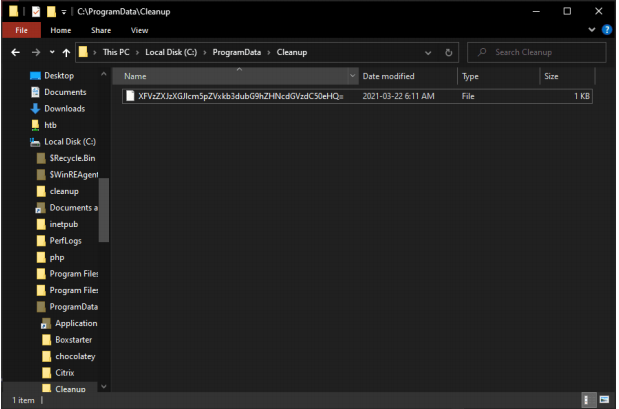 C:\ProgramData\Cleanup
File Home Share View
This PC Local Disk (C:) ProgramData Cleanup Search Cleanup
Name Date modified Type Size
XFVzZXJzXGJlcm5pZVxkb3dubG9hZHNcdGVzdC50eHQ= 2021-03-22 6:11 AM File 1 KB
Desktop
Documents
Downloads
htb
Local Disk (C:)
$Recycle.Bin
$WinREAgent
cleanup
Documents a
inetpub
PerfLogs
php
Program Files
Program Files
ProgramData
Application
Boxstarter
chocolatey
Citrix
Cleanup
1 item